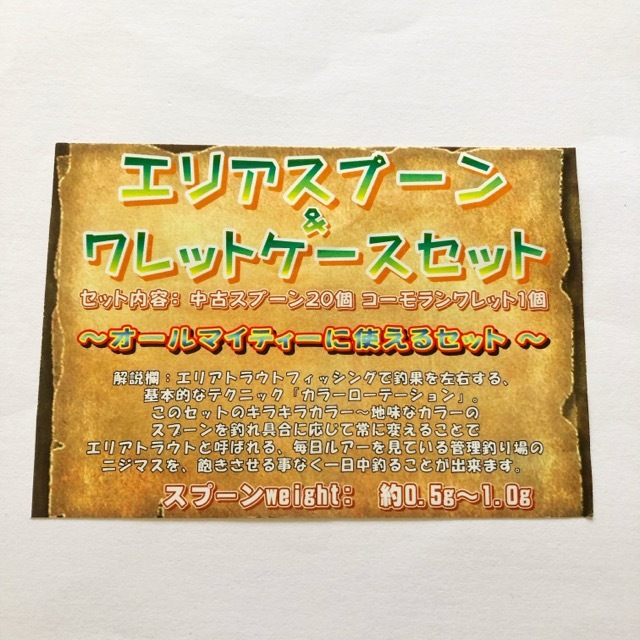 エリアスプーン
&
ワレットケースセット
セット内容：中古スプーン20個 コーモランワレット1個
～オールマイティーに使えるセット ～
解説欄：エリアトラウトフィッシングで釣果を左右する、
基本的なテクニック「カラーローテーション」。
このセットのキラキラカラー～地味なカラーの
スプーンを釣れ具合に応じて常に変えることで
エリアトラウトと呼ばれる、毎日ルアーを見ている管理釣り場の
ニジマスを、飽きさせる事なく一日中釣ることが出来ます。
スプーンweight： 約0.5g～1.0g